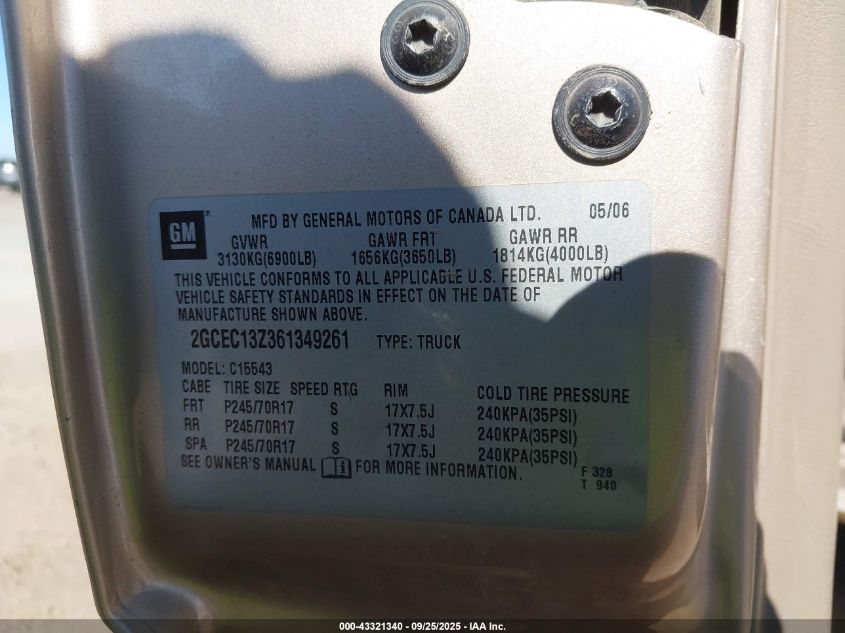 GM ® MFD BY GENERAL MOTORS OF CANADA LTD. 05/06
GVWR GAWR FRT GAWR RR
3130KG(6900LB) 1656KG(3650LB) 1814KG(4000LB)
THIS VEHICLE CONFORMS TO ALL APPLICABLE U.S. FEDERAL MOTOR
VEHICLE SAFETY STANDARDS IN EFFECT ON THE DATE OF
MANUFACTURE SHOWN ABOVE.
2GCEC13Z361349261 TYPE: TRUCK
MODEL: C15543
CABE TIRE SIZE SPEED RTG RIM COLD TIRE PRESSURE
FRT P245/70R17 S 17X7.5J 240KPA(35PSI)
RR P245/70R17 S 17X7.5J 240KPA(35PSI)
SPA P245/70R17 S 17X7.5J 240KPA(35PSI)
SEE OWNER'S MANUAL i FOR MORE INFORMATION.
F 328
T 940
000-43321340 - 09/25/2025 - IAA Inc.